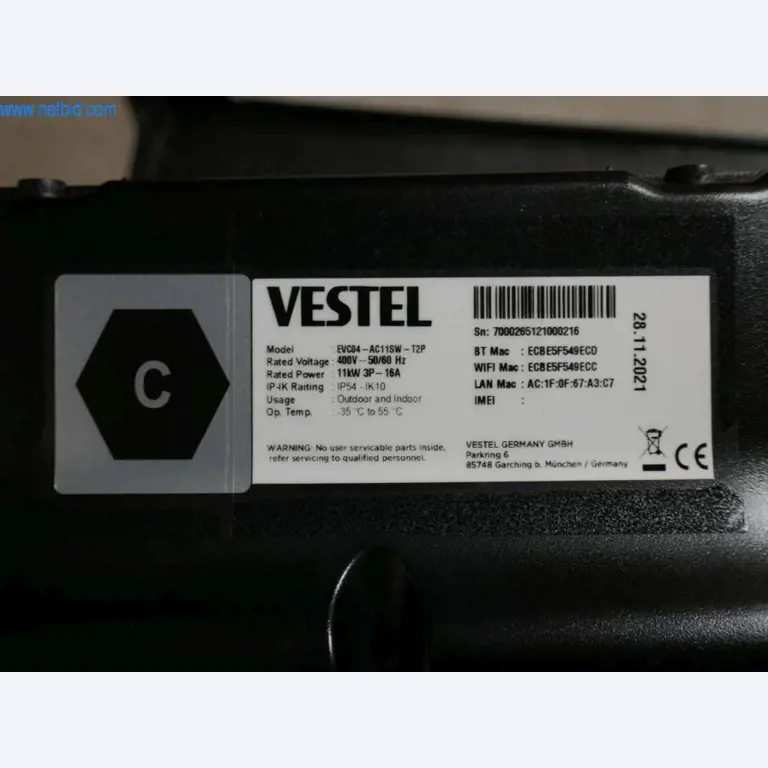 www.netbid.com
C
VESTEL
Model : EVC04-AC11SW-T2P
Rated Voltage : 400V-50/60 Hz
Rated Power : 11kW 3P-16A
IP-IK Raiting : IP54 - IK10
Usage : Outdoor and Indoor
Op. Temp. : -35 °C to 55 °C
WARNING: No user servicable parts inside,
refer servicing to qualified personnel.
Sn: 7000265121000216
BT Mac : ECBE5F549ECD
WIFI Mac : ECBE5F549ECC
LAN Mac : AC:1F:0F:67:A3:C7
IMEI :
28.11.2021
VESTEL GERMANY GMBH
Parkring 6
85748 Garching b. München / Germany
CE